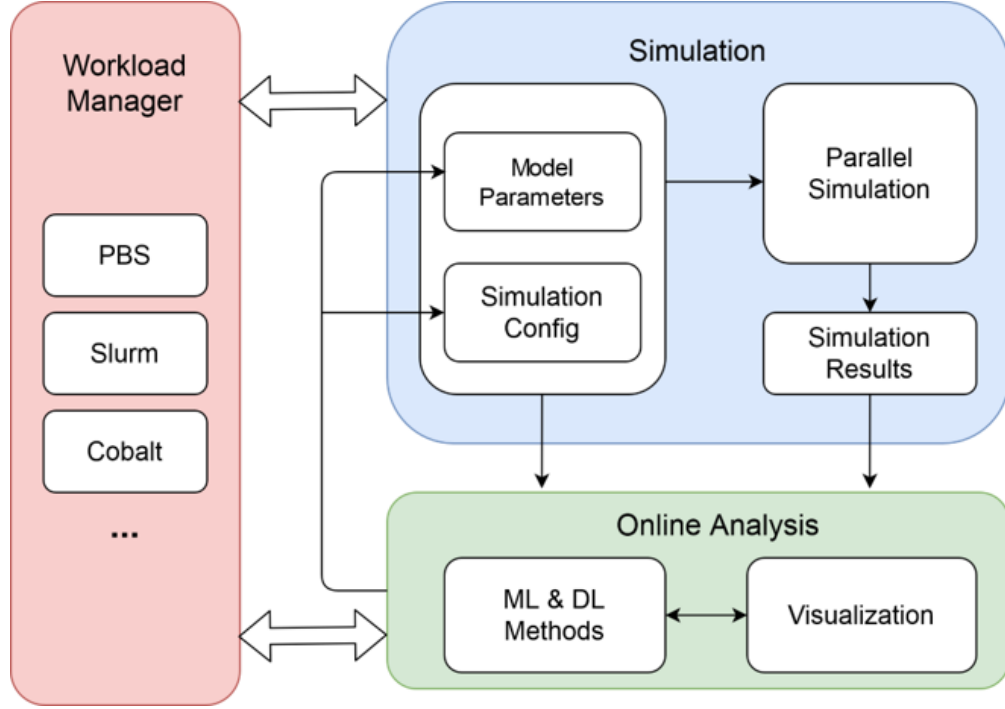 Workload
Manager
PBS
Slurm
Cobalt
...
Simulation
Model
Parameters
Simulation
Config
Parallel
Simulation
Simulation
Results
Online Analysis
ML & DL
Methods
Visualization